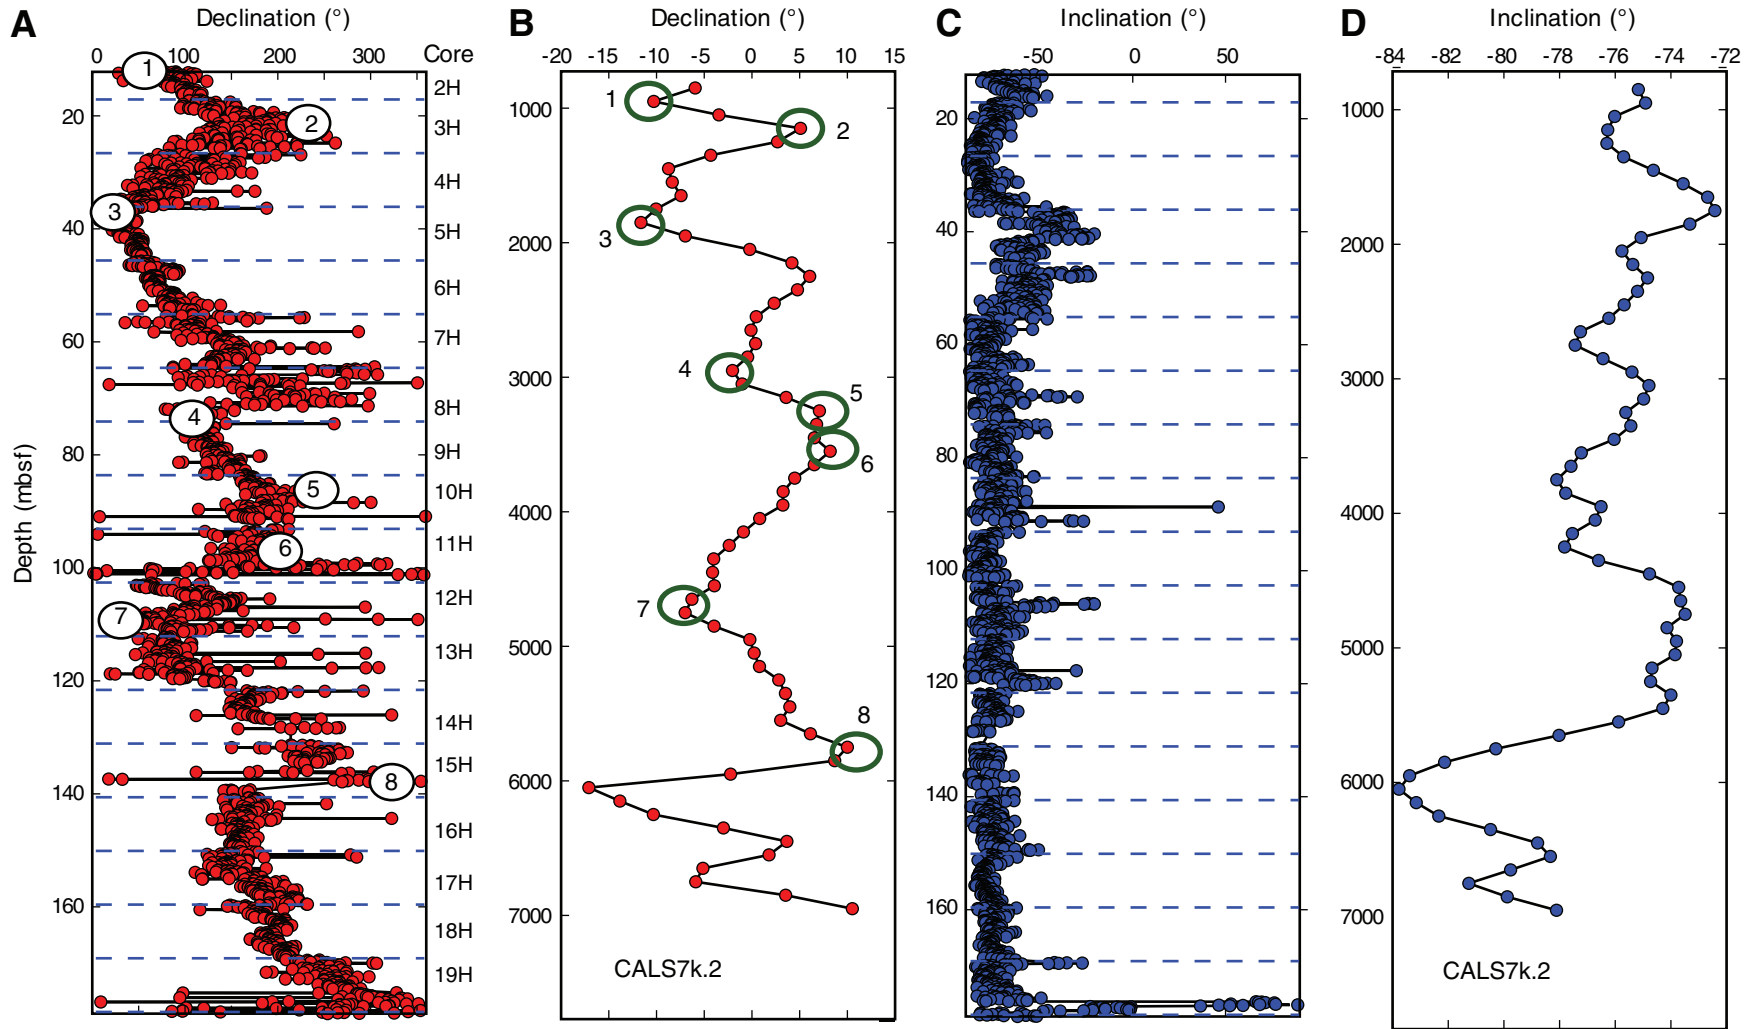 A Declination (°)
0 100 200 300 Core
Depth (mbsf)
20
40
60
80
100
120
140
160
2H
3H
4H
5H
6H
7H
8H
9H
10H
11H
12H
13H
14H
15H
16H
17H
18H
19H
1
2
3
4
5
6
7
8
B Declination (°)
-20 -15 -10 -5 0 5 10 15
1000
2000
3000
4000
5000
6000
7000
1
2
3
4
5
6
7
8
CALS7k.2
C Inclination (°)
-50 0 50
20
40
60
80
100
120
140
160
D Inclination (°)
-84 -82 -80 -78 -76 -74 -72
1000
2000
3000
4000
5000
6000
7000
CALS7k.2